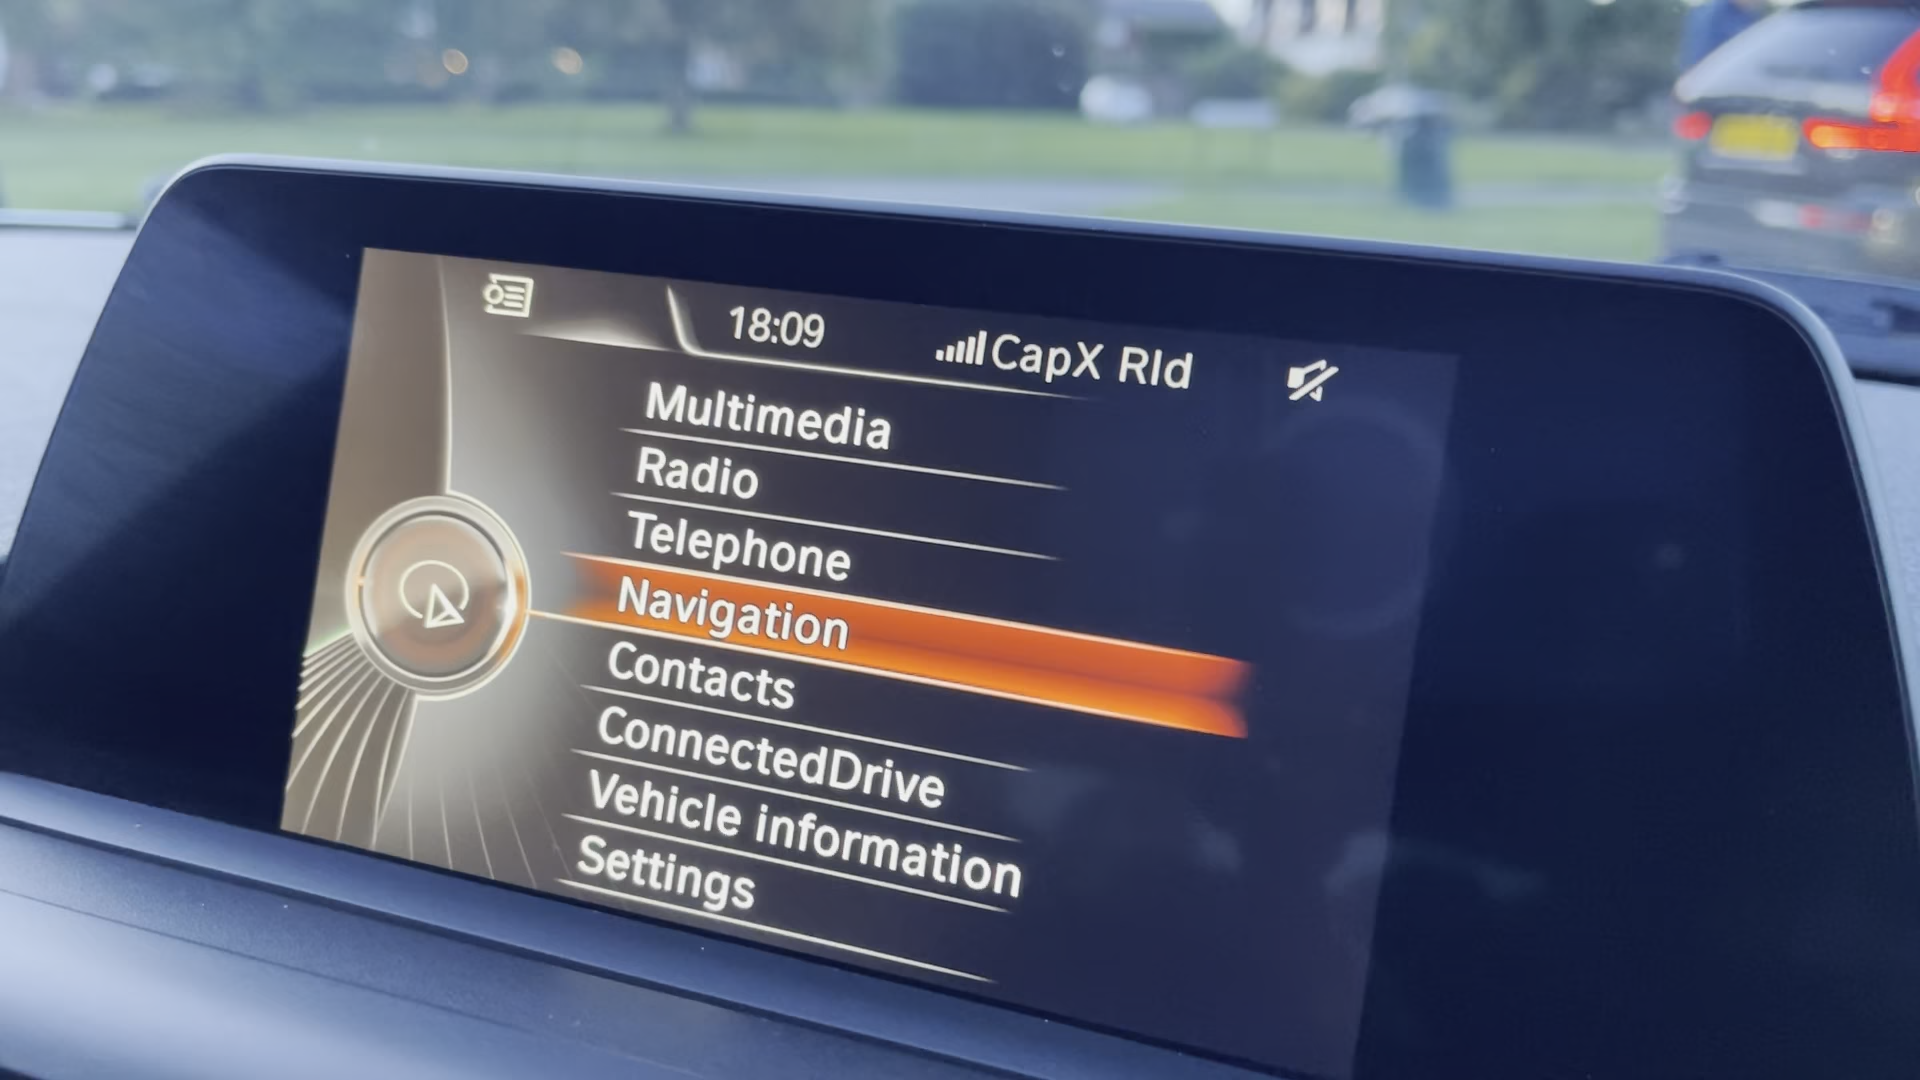 18:09
CapX Rld
Multimedia
Radio
Telephone
Navigation
Contacts
ConnectedDrive
Vehicle information
Settings